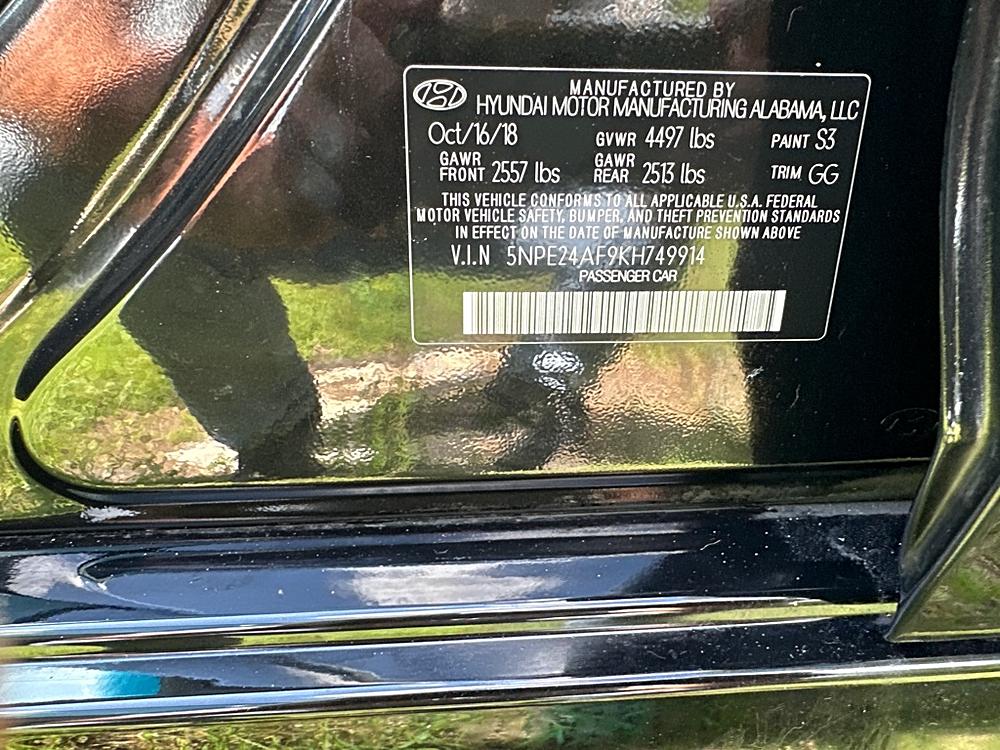 MANUFACTURED BY
HYUNDAI MOTOR MANUFACTURING ALABAMA, LLC
Oct/16/18 GVWR 4497 lbs PAINT S3
GAWR FRONT 2557 lbs GAWR REAR 2513 lbs TRIM GG
THIS VEHICLE CONFORMS TO ALL APPLICABLE U.S.A. FEDERAL
MOTOR VEHICLE SAFETY, BUMPER, AND THEFT PREVENTION STANDARDS
IN EFFECT ON THE DATE OF MANUFACTURE SHOWN ABOVE
V.I.N 5NPE24AF9KH749914
PASSENGER CAR